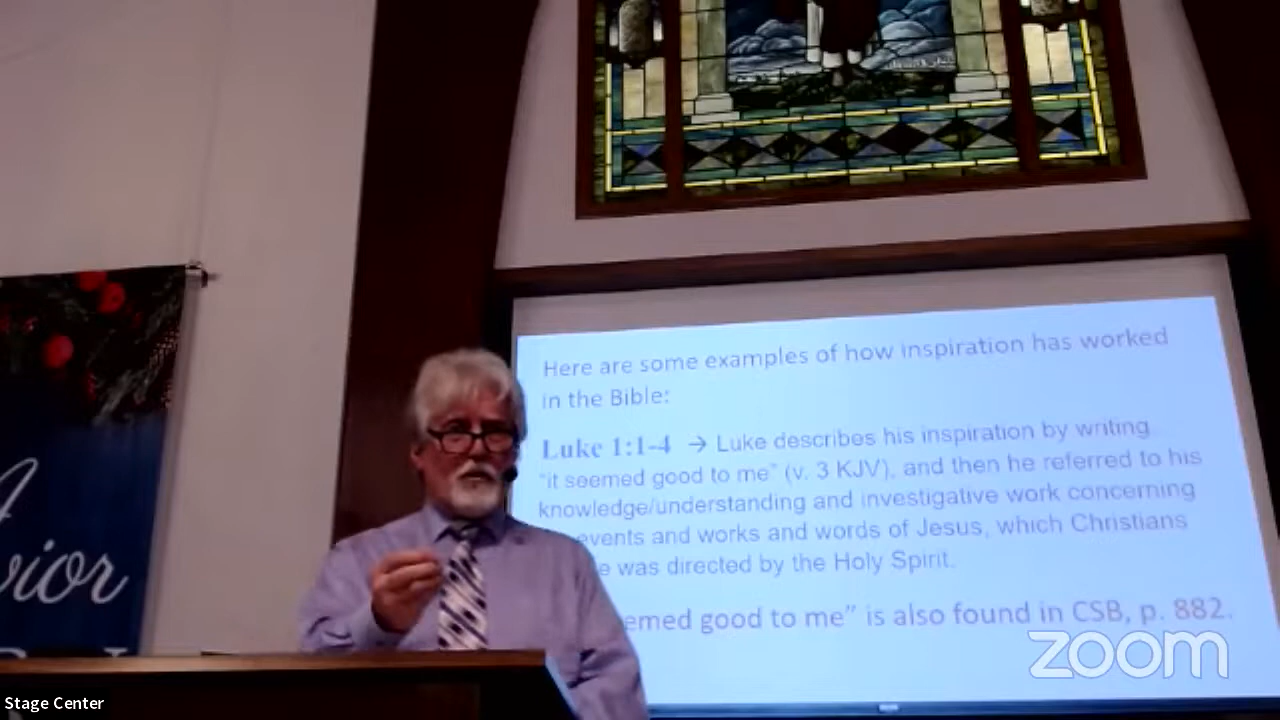 Here are some examples of how inspiration has worked
in the Bible:
Luke 1:1-4 → Luke describes his inspiration by writing
"it seemed good to me" (v. 3 KJV), and then he referred to his
knowledge/understanding and investigative work concerning
events and works and words of Jesus, which Christians
e was directed by the Holy Spirit.
emed good to me" is also found in CSB, p. 882.
A
vior
zoom
Stage Center